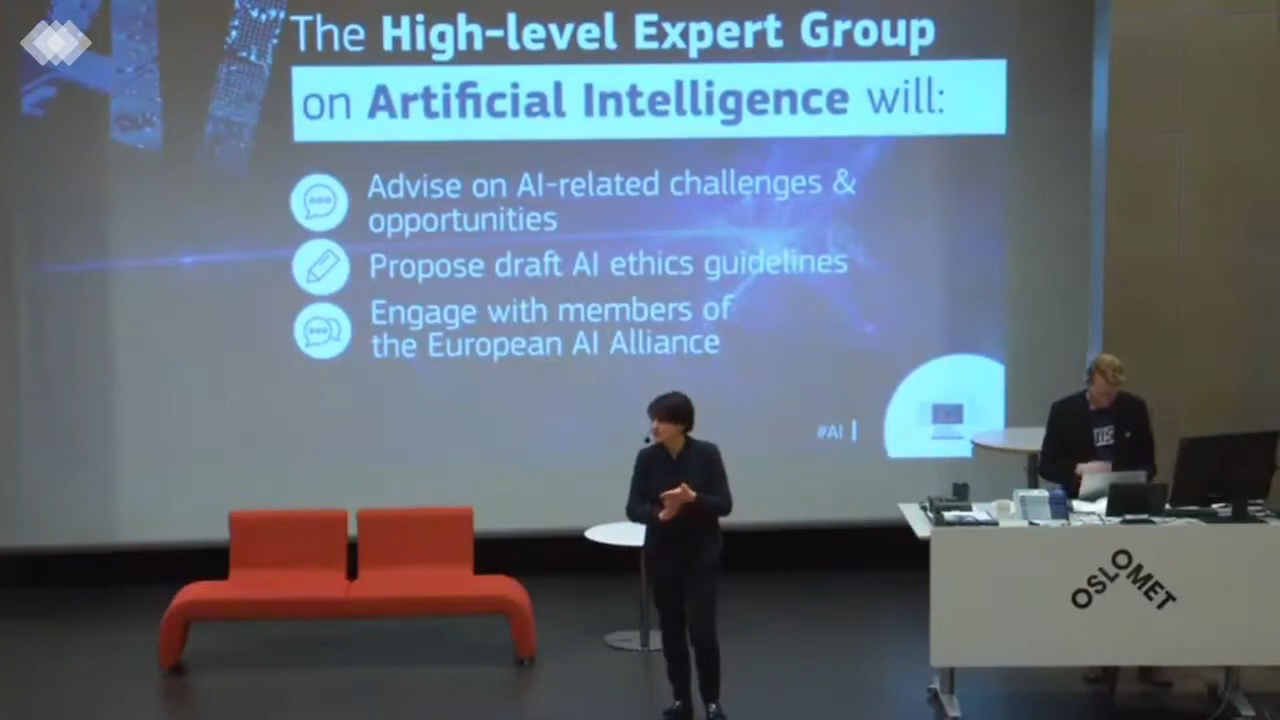 The High-level Expert Group
on Artificial Intelligence will:
Advise on AI-related challenges &
opportunities
Propose draft AI ethics guidelines
Engage with members of
the European AI Alliance
#AI
OSLOMET